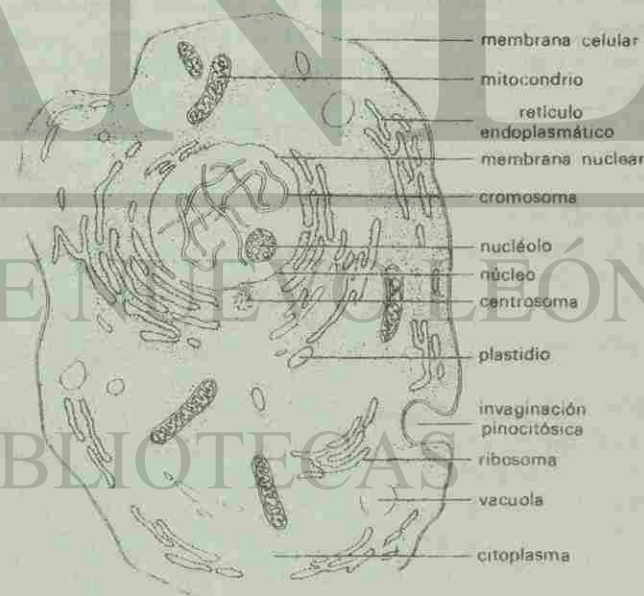 membrana celular
mitocondrio
retículo
endoplasmático
membrana nuclear
cromosoma
nucléolo
núcleo
centrosoma
plastidio
invaginación
pinocitósica
ribosoma
vacuola
citoplasma
E NUEVO LEÓN
BLIOTECAS